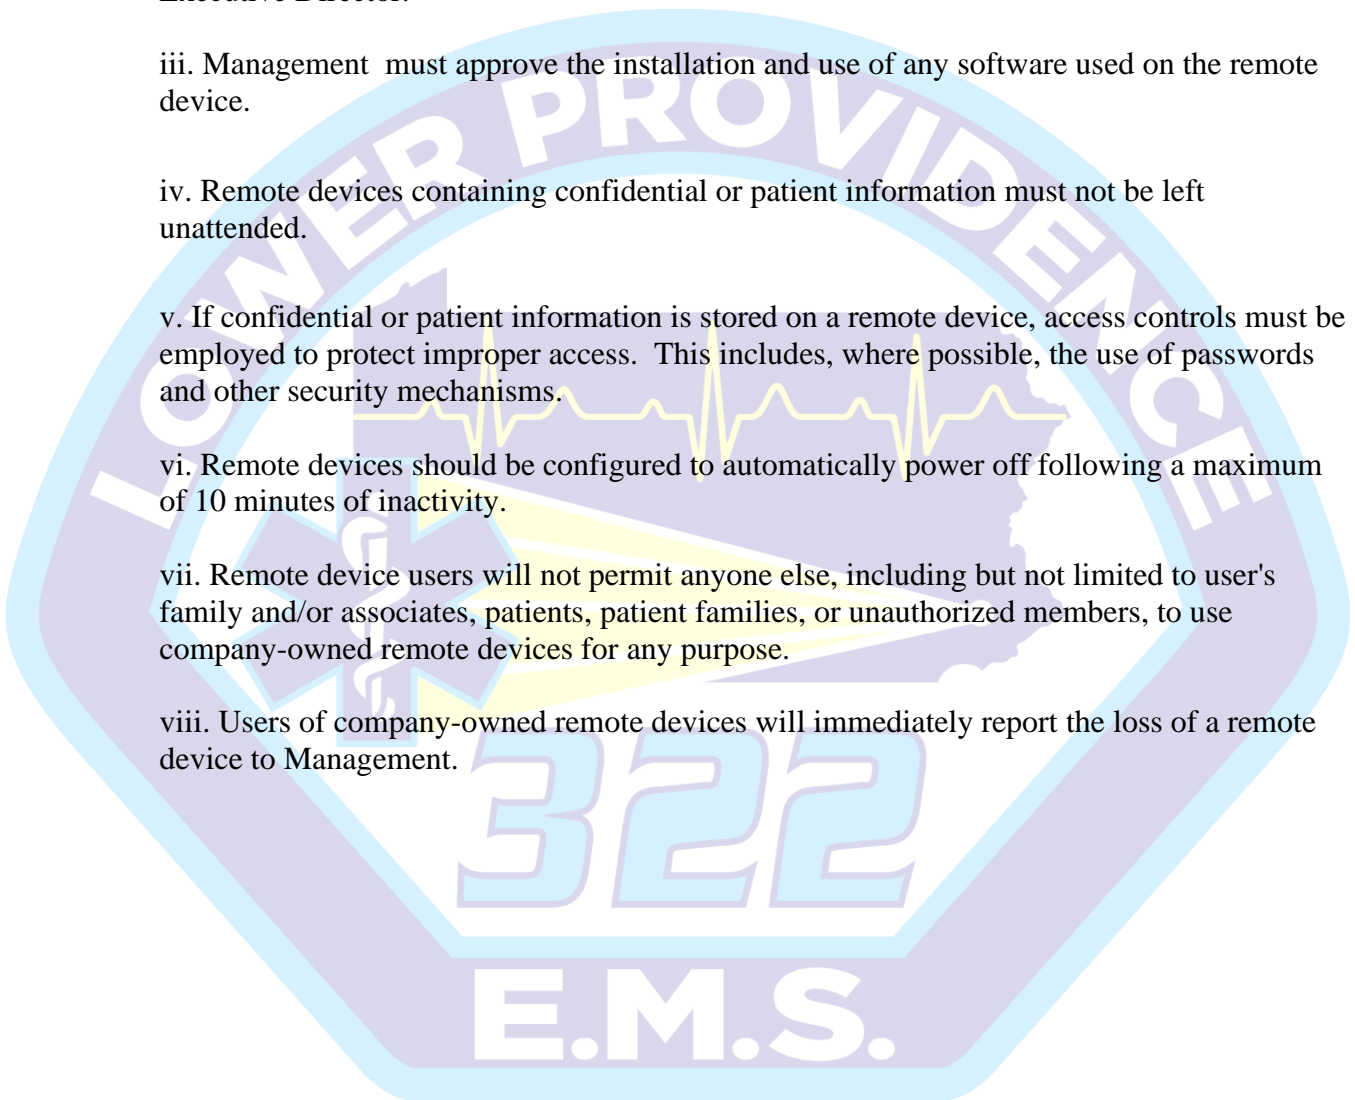 Executive Director.
iii. Management  must approve the installation and use of any software used on the remote
device.
iv. Remote devices containing confidential or patient information must not be left
unattended.
v. If confidential or patient information is stored on a remote device, access controls must be
employed to protect improper access.  This includes, where possible, the use of passwords
and other security mechanisms.
vi. Remote devices should be configured to automatically power off following a maximum
of 10 minutes of inactivity.
vii. Remote device users will not permit anyone else, including but not limited to user's
family and/or associates, patients, patient families, or unauthorized members, to use
company-owned remote devices for any purpose.
viii. Users of company-owned remote devices will immediately report the loss of a remote
device to Management.
LOWER PROVIDENCE
322
E.M.S.